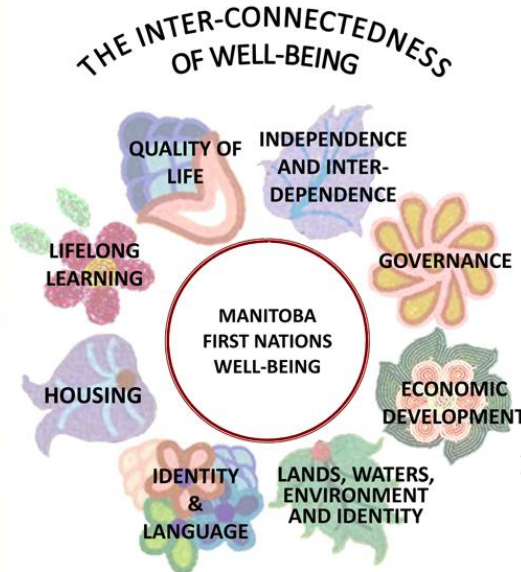 THE INTER-CONNECTEDNESS
OF WELL-BEING
QUALITY OF
LIFE
INDEPENDENCE
AND INTER-
DEPENDENCE
LIFELONG
LEARNING
GOVERNANCE
MANITOBA
FIRST NATIONS
WELL-BEING
HOUSING
ECONOMIC
DEVELOPMENT
IDENTITY
&
LANGUAGE
LANDS, WATERS,
ENVIRONMENT
AND IDENTITY